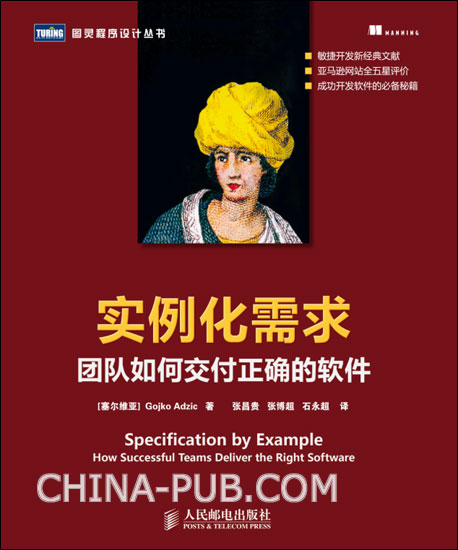 TURING 图灵程序设计丛书
MANNING
敏捷开发新经典文献
亚马逊网站全五星评价
成功开发软件的必备秘籍
实例化需求
团队如何交付正确的软件
[塞尔维亚] Gojko Adzic 著 张昌贵 张博超 石永超 译
Specification by Example
How Successful Teams Deliver the Right Software
CHINA-PUB.COM
人民邮电出版社
POSTS & TELECOM PRESS